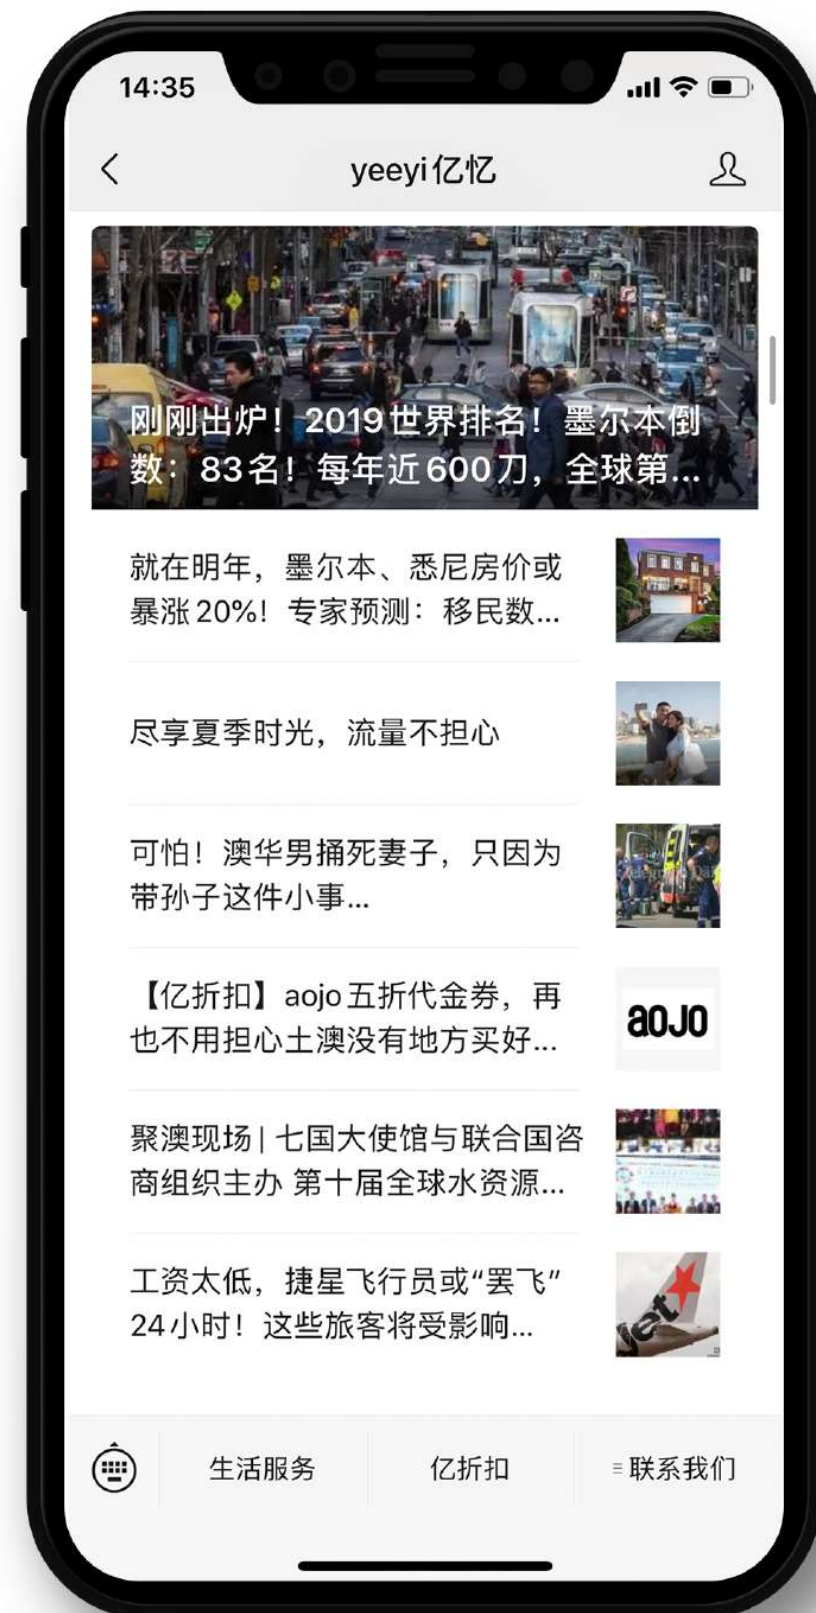 14:35
yeeyi亿忆
刚刚出炉！2019世界排名！墨尔本倒
数：83名！每年近600刀，全球第...
就在明年，墨尔本、悉尼房价或
暴涨20%！专家预测：移民数...
尽享夏季时光，流量不担心
可怕！澳华男捅死妻子，只因为
带孙子这件小事...
【亿折扣】aojo五折代金券，再
也不用担心土澳没有地方买好...
aoJo
聚澳现场 | 七国大使馆与联合国咨
商组织主办 第十届全球水资源...
工资太低，捷星飞行员或“罢飞”
24小时！这些旅客将受影响...
Jet
生活服务
亿折扣
联系我们